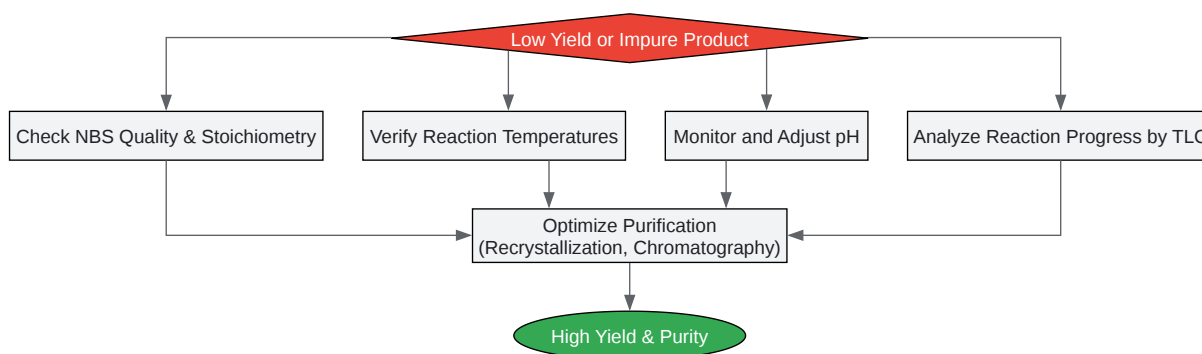 Low Yield or Impure Product
Check NBS Quality & Stoichiometry
Verify Reaction Temperatures
Monitor and Adjust pH
Analyze Reaction Progress by TLC
Optimize Purification
(Recrystallization, Chromatography)
High Yield & Purity